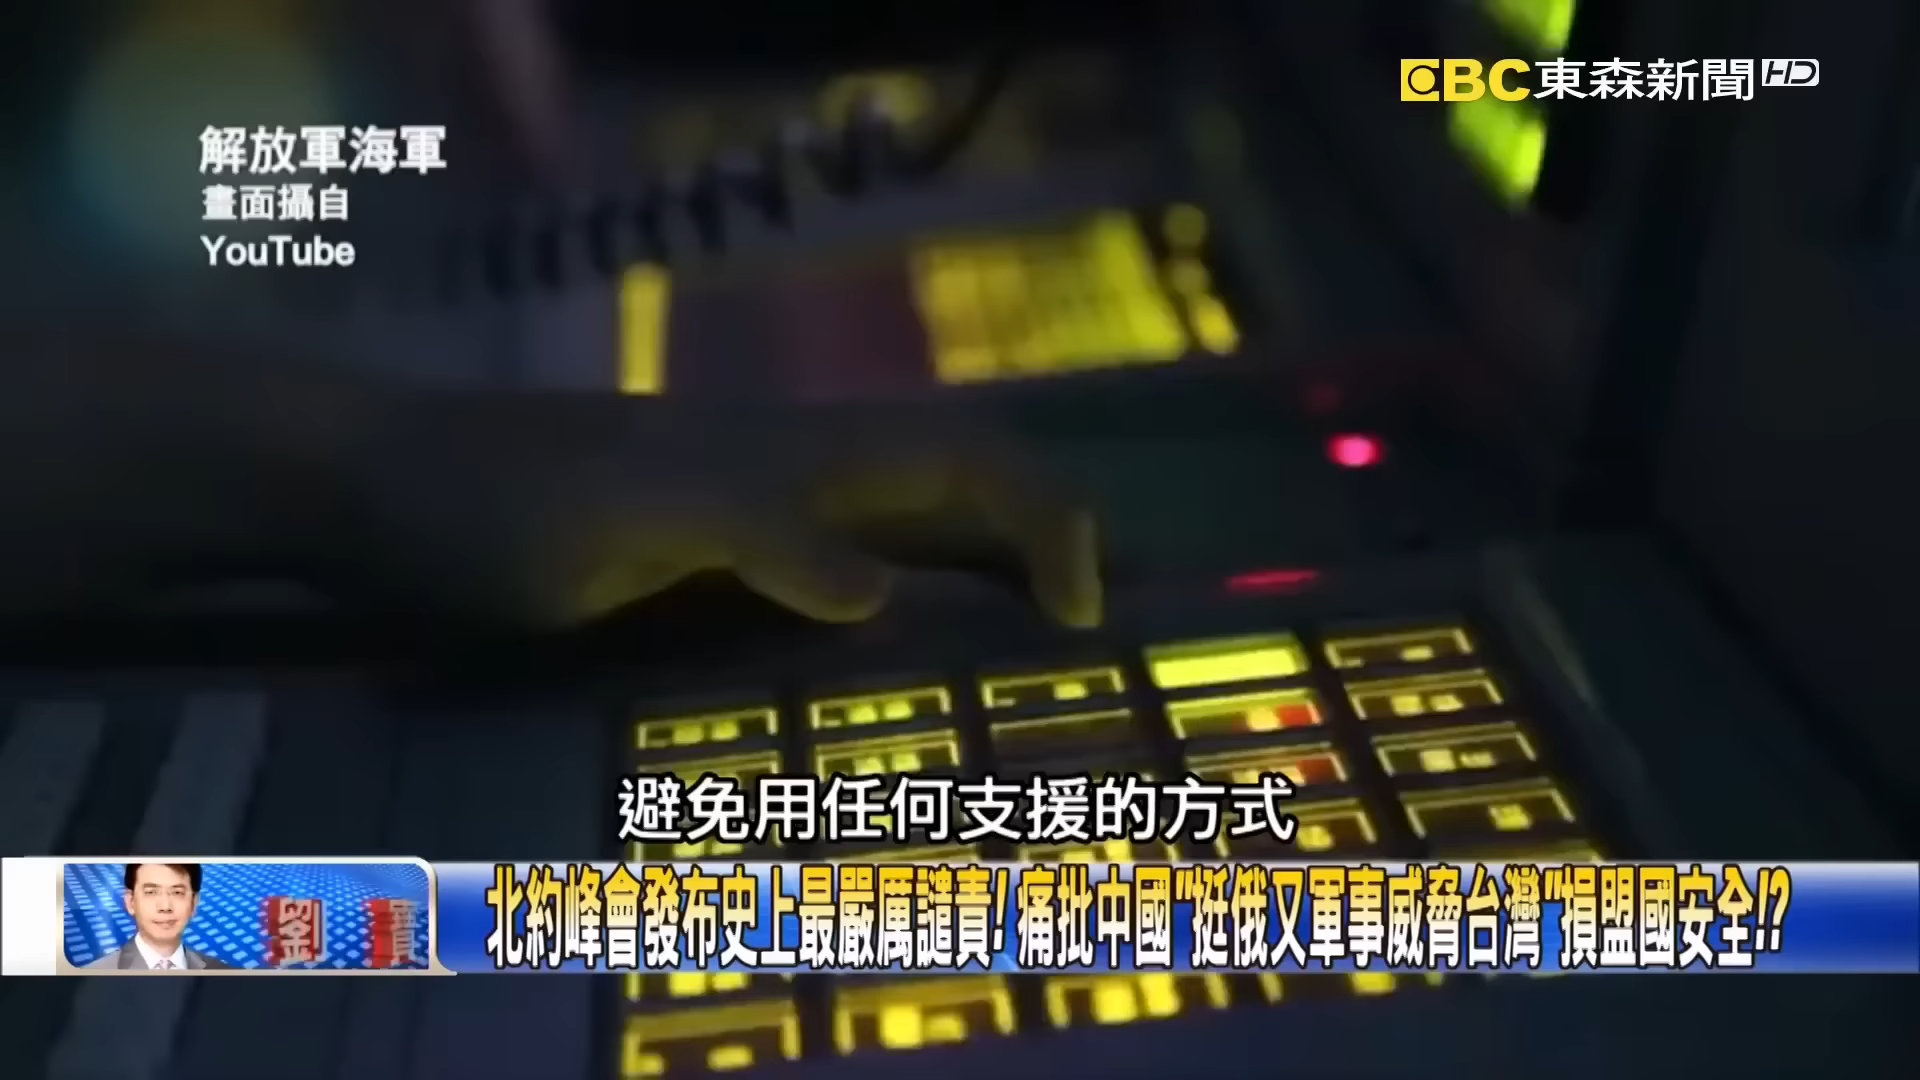 EBC東森新聞HD
解放軍海軍
畫面攝自
YouTube
避免用任何支援的方式
劉 寶
北約峰會發布史上最嚴厲譴責!痛批中國"挺俄又軍事威脅台灣"損盟國安全!?